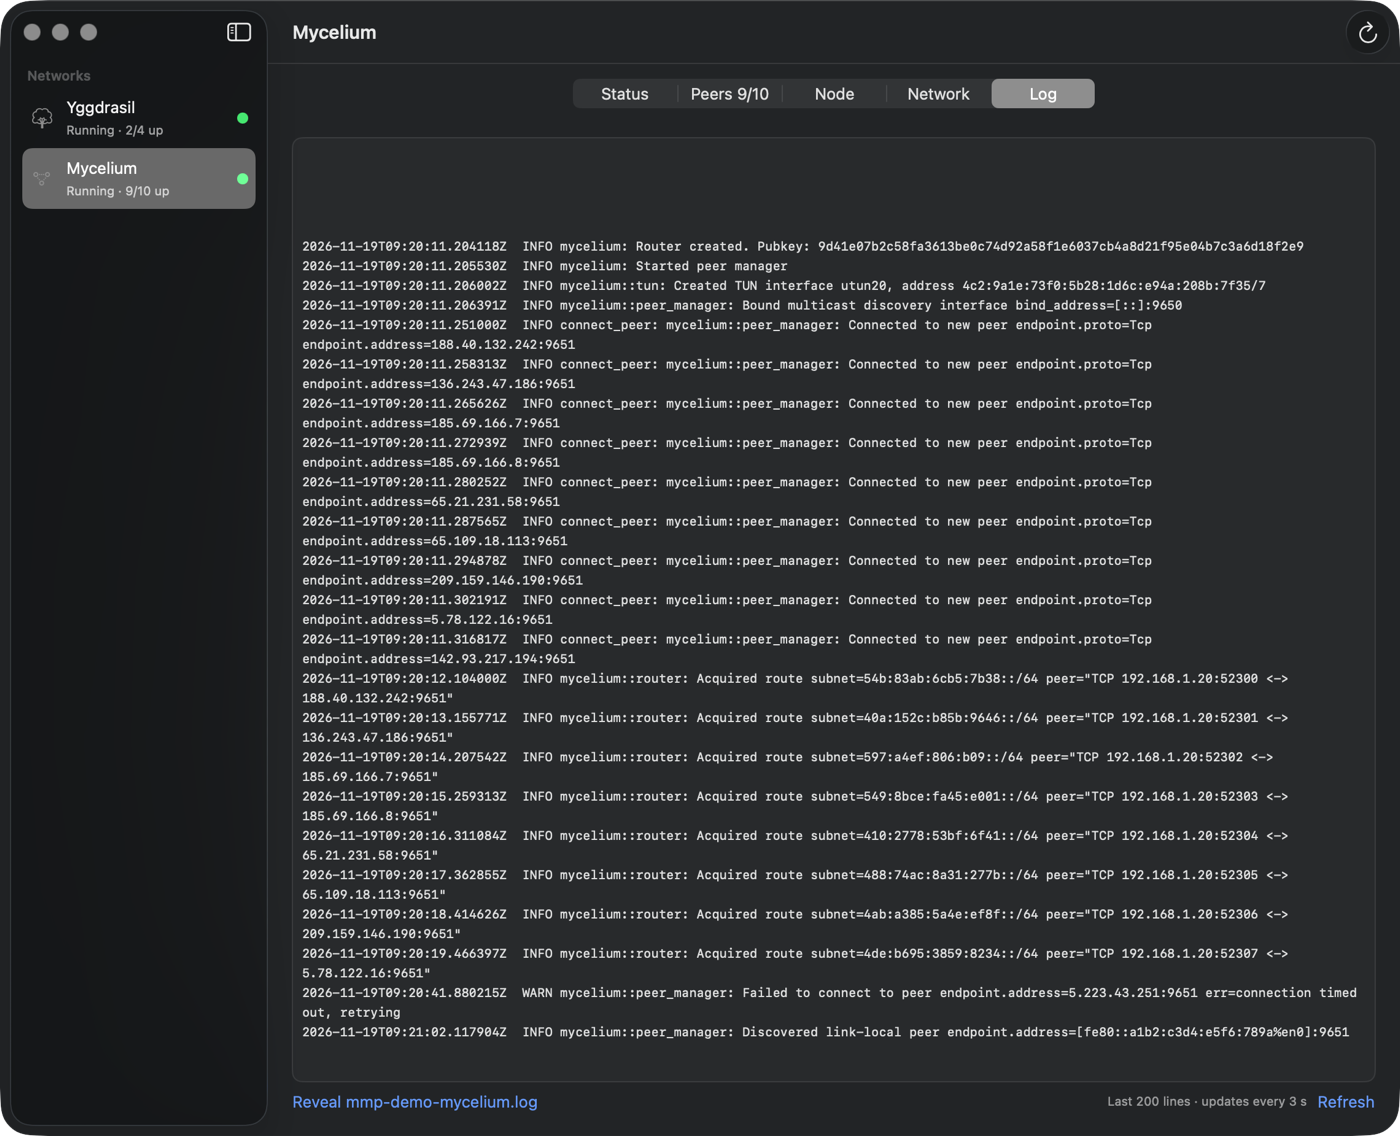 Mycelium
Networks
Yggdrasil
Running · 2/4 up
Mycelium
Running · 9/10 up
Status
Peers 9/10
Node
Network
Log
2026-11-19T09:20:11.204118Z  INFO mycelium: Router created. Pubkey: 9d41e07b2c58fa3613be0c74d92a58f1e6037cb4a8d21f95e04b7c3a6d18f2e9
2026-11-19T09:20:11.205530Z  INFO mycelium: Started peer manager
2026-11-19T09:20:11.206002Z  INFO mycelium::tun: Created TUN interface utun20, address 4c2:9a1e:73f0:5b28:1d6c:e94a:208b:7f35/7
2026-11-19T09:20:11.206391Z  INFO mycelium::peer_manager: Bound multicast discovery interface bind_address=[::]:9650
2026-11-19T09:20:11.251000Z  INFO connect_peer: mycelium::peer_manager: Connected to new peer endpoint.proto=Tcp
endpoint.address=188.40.132.242:9651
2026-11-19T09:20:11.258313Z  INFO connect_peer: mycelium::peer_manager: Connected to new peer endpoint.proto=Tcp
endpoint.address=136.243.47.186:9651
2026-11-19T09:20:11.265626Z  INFO connect_peer: mycelium::peer_manager: Connected to new peer endpoint.proto=Tcp
endpoint.address=185.69.166.7:9651
2026-11-19T09:20:11.272939Z  INFO connect_peer: mycelium::peer_manager: Connected to new peer endpoint.proto=Tcp
endpoint.address=185.69.166.8:9651
2026-11-19T09:20:11.280252Z  INFO connect_peer: mycelium::peer_manager: Connected to new peer endpoint.proto=Tcp
endpoint.address=65.21.231.58:9651
2026-11-19T09:20:11.287565Z  INFO connect_peer: mycelium::peer_manager: Connected to new peer endpoint.proto=Tcp
endpoint.address=65.109.18.113:9651
2026-11-19T09:20:11.294878Z  INFO connect_peer: mycelium::peer_manager: Connected to new peer endpoint.proto=Tcp
endpoint.address=209.159.146.190:9651
2026-11-19T09:20:11.302191Z  INFO connect_peer: mycelium::peer_manager: Connected to new peer endpoint.proto=Tcp
endpoint.address=5.78.122.16:9651
2026-11-19T09:20:11.316817Z  INFO connect_peer: mycelium::peer_manager: Connected to new peer endpoint.proto=Tcp
endpoint.address=142.93.217.194:9651
2026-11-19T09:20:12.104000Z  INFO mycelium::router: Acquired route subnet=54b:83ab:6cb5:7b38::/64 peer="TCP 192.168.1.20:52300 <->
188.40.132.242:9651"
2026-11-19T09:20:13.155771Z  INFO mycelium::router: Acquired route subnet=40a:152c:b85b:9646::/64 peer="TCP 192.168.1.20:52301 <->
136.243.47.186:9651"
2026-11-19T09:20:14.207542Z  INFO mycelium::router: Acquired route subnet=597:a4ef:806:b09::/64 peer="TCP 192.168.1.20:52302 <->
185.69.166.7:9651"
2026-11-19T09:20:15.259313Z  INFO mycelium::router: Acquired route subnet=549:8bce:fa45:e001::/64 peer="TCP 192.168.1.20:52303 <->
185.69.166.8:9651"
2026-11-19T09:20:16.311084Z  INFO mycelium::router: Acquired route subnet=410:2778:53bf:6f41::/64 peer="TCP 192.168.1.20:52304 <->
65.21.231.58:9651"
2026-11-19T09:20:17.362855Z  INFO mycelium::router: Acquired route subnet=488:74ac:8a31:277b::/64 peer="TCP 192.168.1.20:52305 <->
65.109.18.113:9651"
2026-11-19T09:20:18.414626Z  INFO mycelium::router: Acquired route subnet=4ab:a385:5a4e:ef8f::/64 peer="TCP 192.168.1.20:52306 <->
209.159.146.190:9651"
2026-11-19T09:20:19.466397Z  INFO mycelium::router: Acquired route subnet=4de:b695:3859:8234::/64 peer="TCP 192.168.1.20:52307 <->
5.78.122.16:9651"
2026-11-19T09:20:41.880215Z  WARN mycelium::peer_manager: Failed to connect to peer endpoint.address=5.223.43.251:9651 err=connection timed
out, retrying
2026-11-19T09:21:02.117904Z  INFO mycelium::peer_manager: Discovered link-local peer endpoint.address=[fe80::a1b2:c3d4:e5f6:789a%en0]:9651
Reveal mmp-demo-mycelium.log
Last 200 lines · updates every 3 s
Refresh